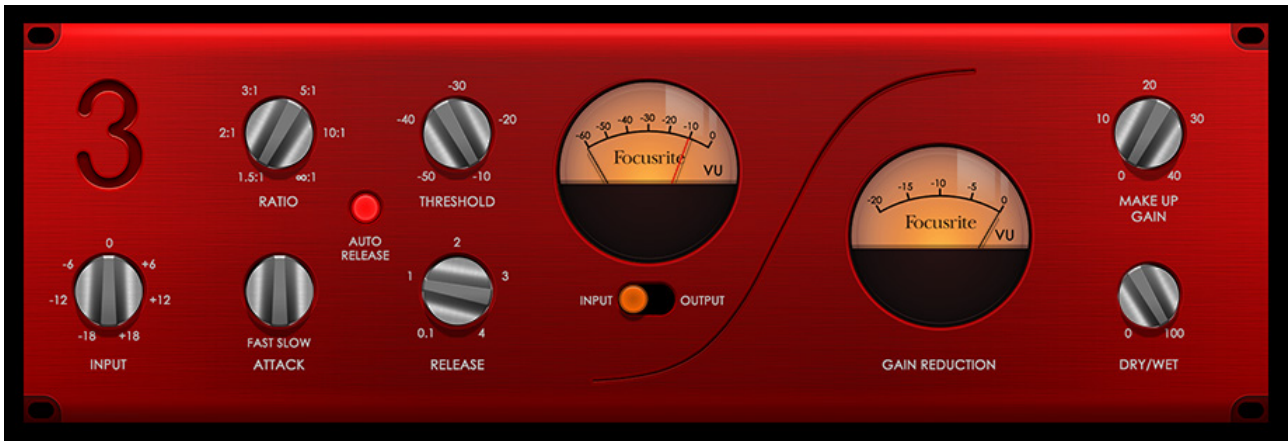 3
3:1 5:1
2:1 10:1
1.5:1 ∞:1
RATIO
-30
-40 -20
-50 -10
THRESHOLD
AUTO
RELEASE
0
-6 +6
-12 +12
-18 +18
INPUT
FAST SLOW
ATTACK
2
1 3
0.1 4
RELEASE
-60 -50 -40 -30 -20 -10 0
Focusrite
VU
INPUT OUTPUT
-20 -15 -10 -5 0
Focusrite
VU
GAIN REDUCTION
20
10 30
0 40
MAKE UP
GAIN
0 100
DRY/WET